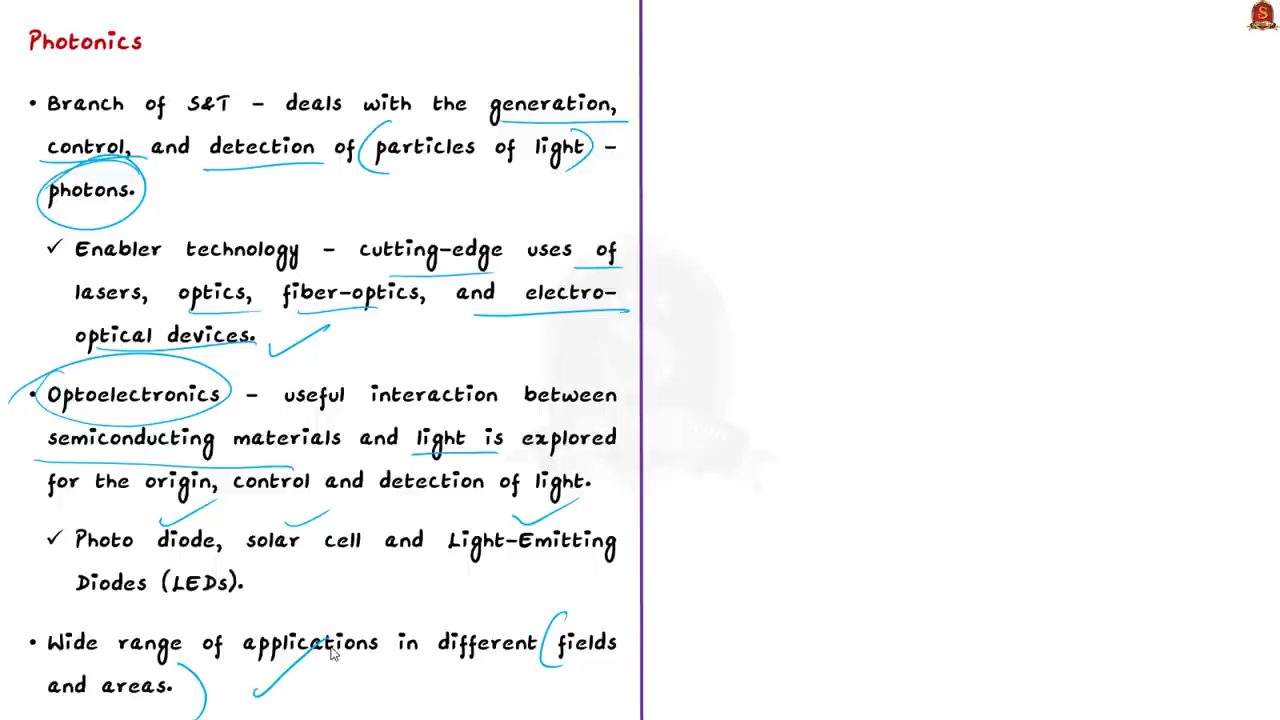 Photonics
• Branch of S&T – deals with the generation,
control, and detection of particles of light –
photons.
✓ Enabler technology – cutting-edge uses of
lasers, optics, fiber-optics, and electro-
optical devices.
• Optoelectronics – useful interaction between
semiconducting materials and light is explored
for the origin, control and detection of light.
✓ Photo diode, solar cell and Light-Emitting
Diodes (LEDs).
• Wide range of applications in different fields
and areas.